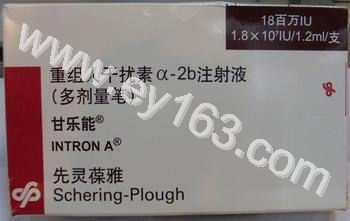 18百万IU
1.8×10⁷IU/1.2ml/支
重组人干扰素α-2b注射液
(多剂量笔)
甘乐能®
INTRON A®
先灵葆雅
Schering-Plough
www.ey163.com